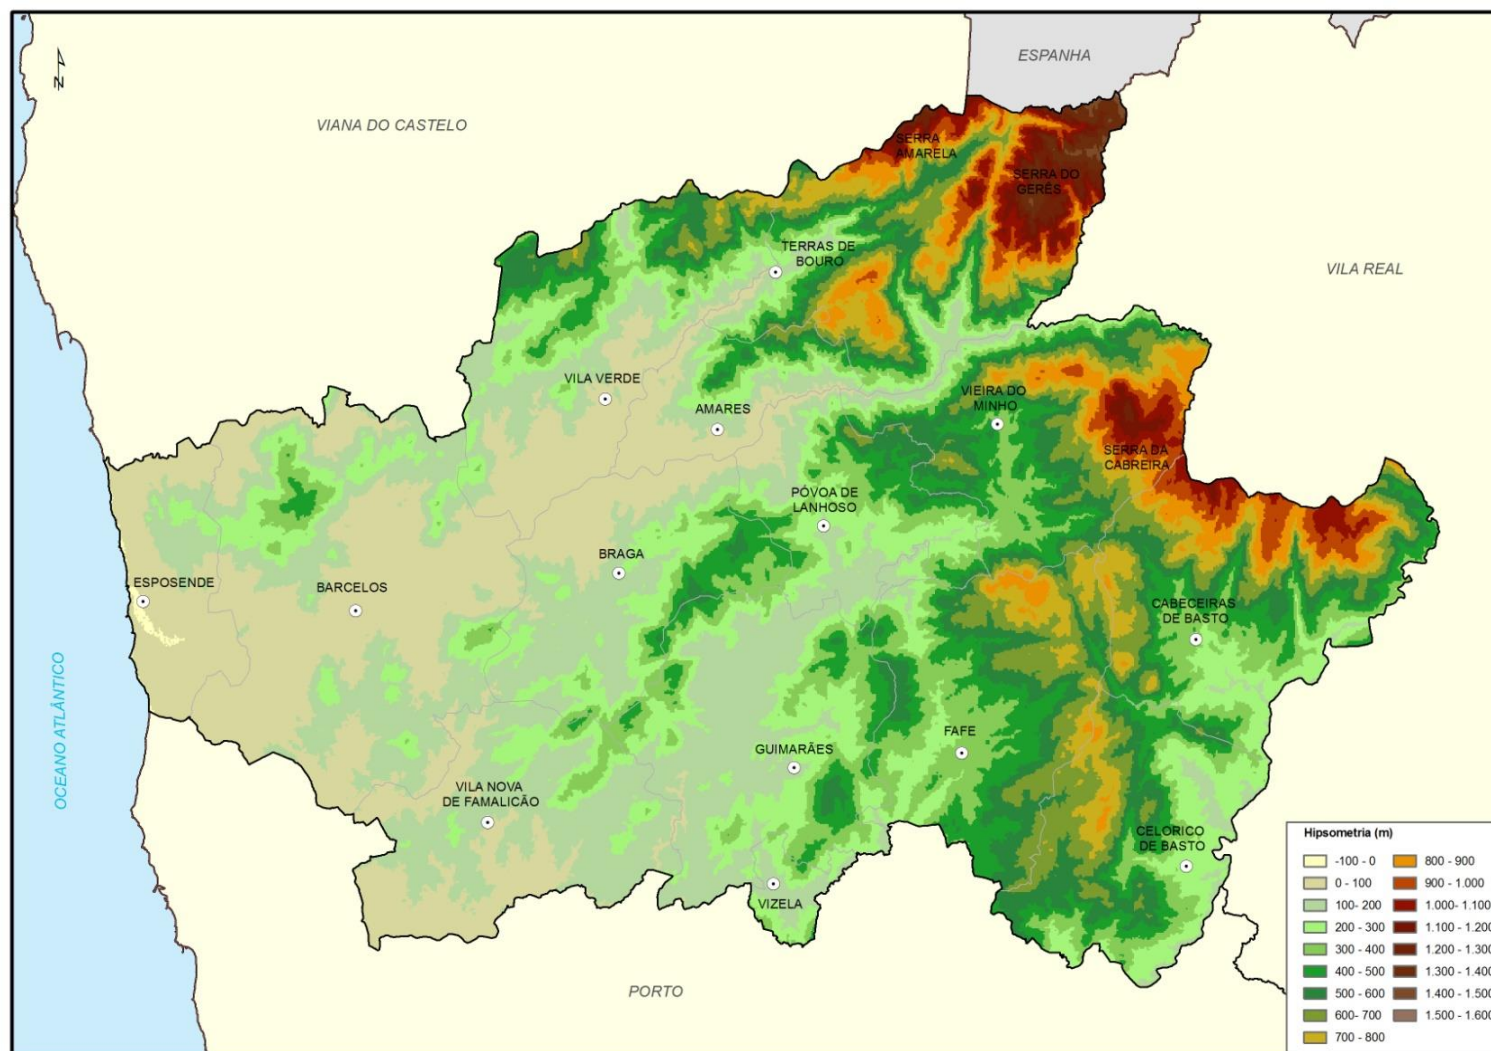 ESPANHA
N
VIANA DO CASTELO
SERRA
AMARELA
SERRA DO
GERÊS
TERRAS DE
BOURO
VILA REAL
VILA VERDE
AMARES
VIEIRA DO
MINHO
SERRA DA
CABREIRA
PÓVOA DE
LANHOSO
BRAGA
ESPOSENDE
BARCELOS
CABECEIRAS
DE BASTO
OCEANO ATLÂNTICO
GUIMARÃES
FAFE
VILA NOVA
DE FAMALICÃO
CELORICO
DE BASTO
VIZELA
PORTO
Hipsometria (m)
-100 - 0
0 - 100
100- 200
200 - 300
300 - 400
400 - 500
500 - 600
600- 700
700 - 800
800 - 900
900 - 1.000
1.000- 1.100
1.100 - 1.200
1.200 - 1.300
1.300 - 1.400
1.400 - 1.500
1.500 - 1.600